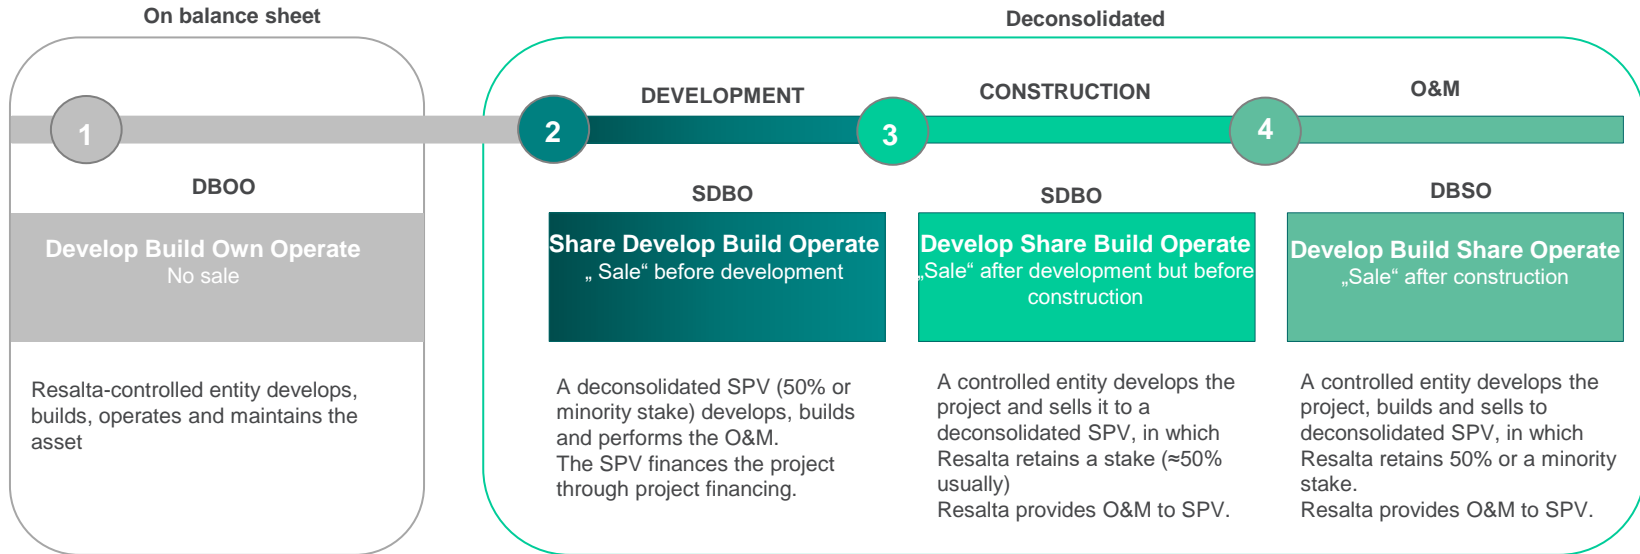 On balance sheet
Deconsolidated
DEVELOPMENT
CONSTRUCTION
O&M
1
2
3
4
DBOO
SDBO
SDBO
DBSO
Develop Build Own Operate
No sale
Share Develop Build Operate
„ Sale“ before development
Develop Share Build Operate
„Sale“ after development but before
construction
Develop Build Share Operate
„Sale“ after construction
Resalta-controlled entity develops,
builds, operates and maintains the
asset
A deconsolidated SPV (50% or
minority stake) develops, builds
and performs the O&M.
The SPV finances the project
through project financing.
A controlled entity develops the
project and sells it to a
deconsolidated SPV, in which
Resalta retains a stake (≈50%
usually)
Resalta provides O&M to SPV.
A controlled entity develops the
project, builds and sells to
deconsolidated SPV, in which
Resalta retains 50% or a minority
stake.
Resalta provides O&M to SPV.